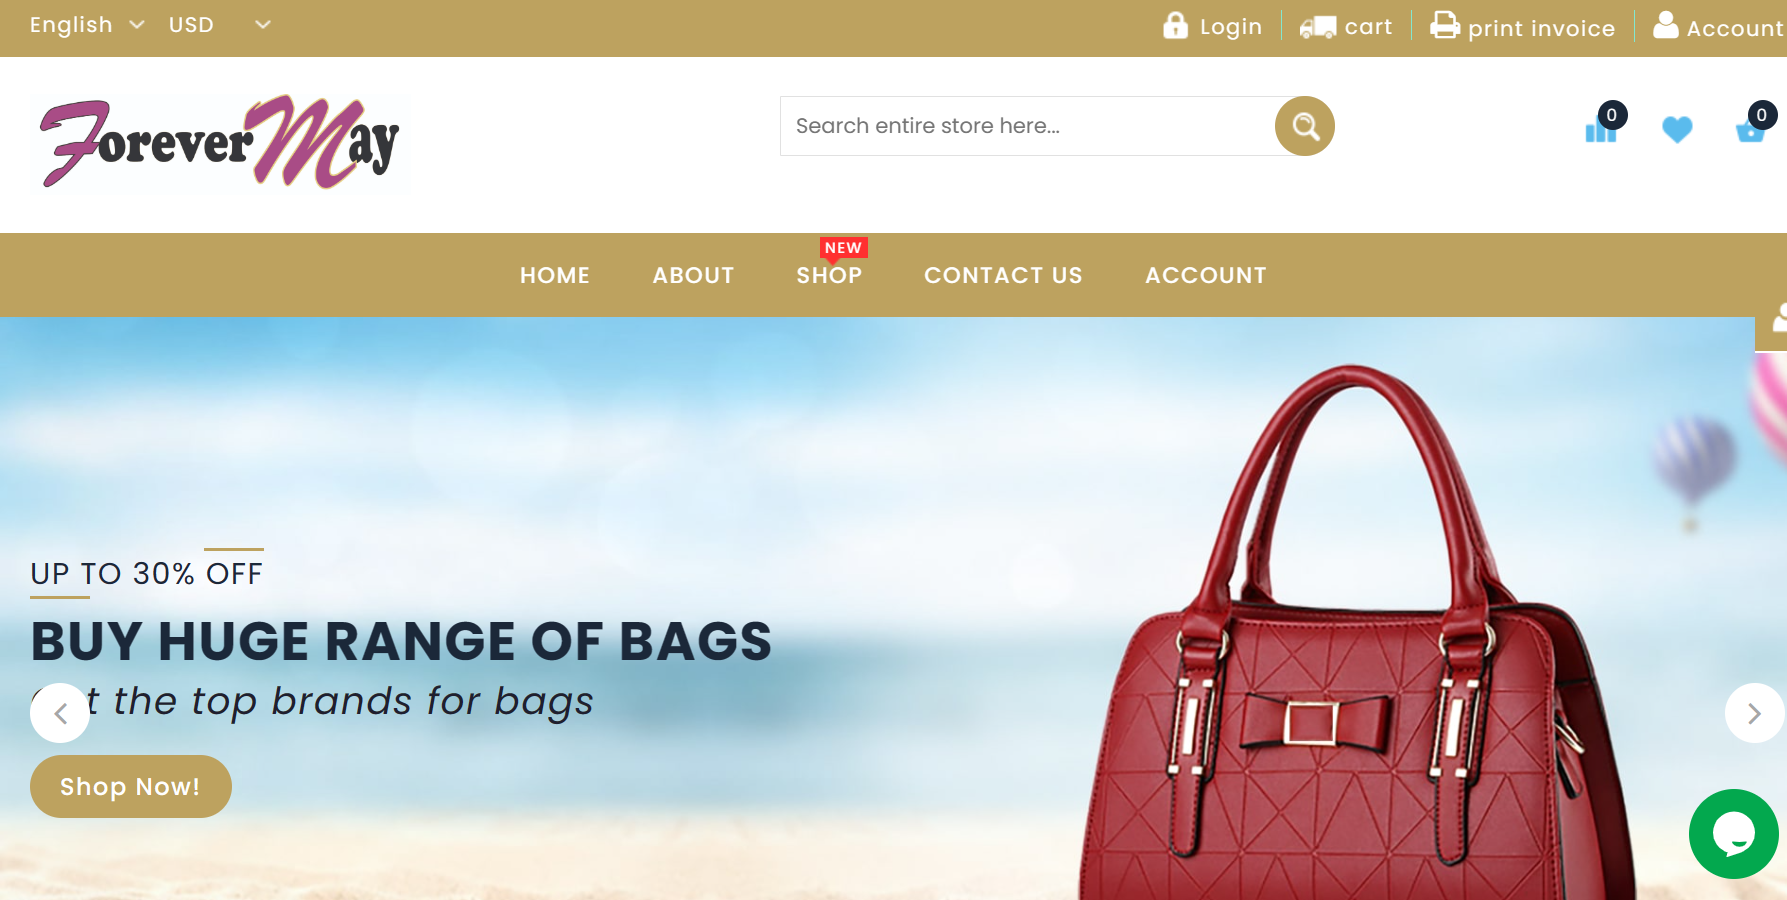 English USD Login cart print invoice Account
ForeverMay
Search entire store here...
0 0
NEW
HOME ABOUT SHOP CONTACT US ACCOUNT
UP TO 30% OFF
BUY HUGE RANGE OF BAGS
the top brands for bags
Shop Now!